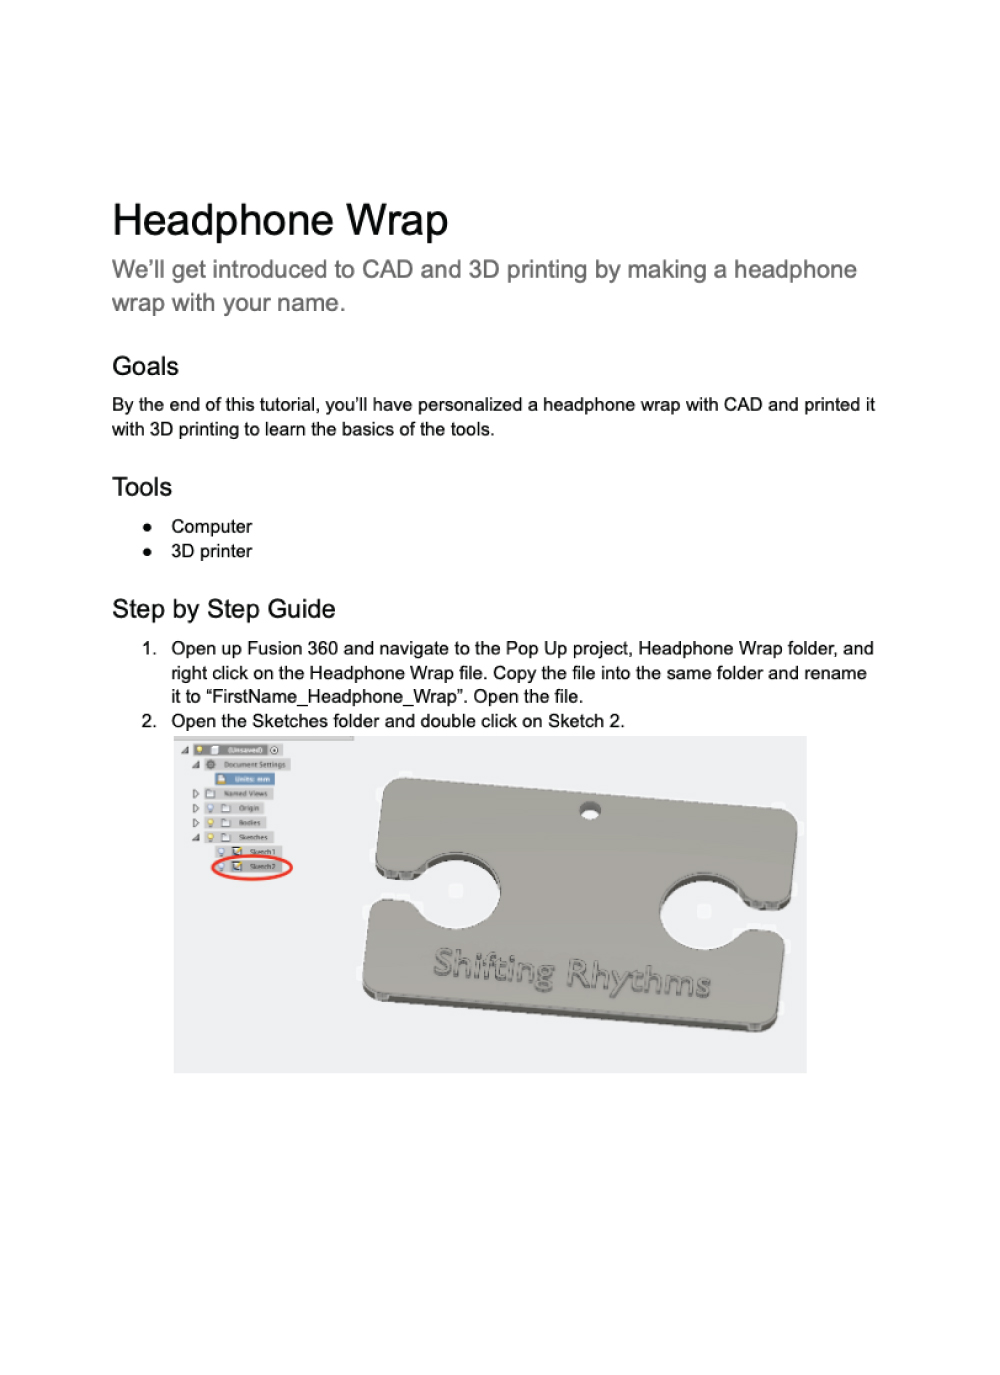 Headphone Wrap
We’ll get introduced to CAD and 3D printing by making a headphone
wrap with your name.
Goals
By the end of this tutorial, you’ll have personalized a headphone wrap with CAD and printed it
with 3D printing to learn the basics of the tools.
Tools
● Computer
● 3D printer
Step by Step Guide
1. Open up Fusion 360 and navigate to the Pop Up project, Headphone Wrap folder, and
right click on the Headphone Wrap file. Copy the file into the same folder and rename
it to “FirstName_Headphone_Wrap”. Open the file.
2. Open the Sketches folder and double click on Sketch 2.
(Unsaved)
Document Settings
Units: mm
Named Views
Origin
Bodies
Sketches
Sketch1
Sketch2
Shifting Rhythms